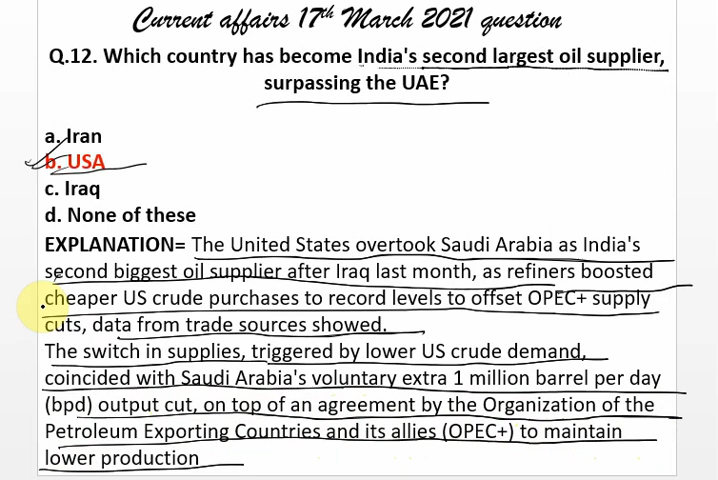 Current affairs 17th March 2021 question
Q.12. Which country has become India's second largest oil supplier,
surpassing the UAE?
a. Iran
b. USA
c. Iraq
d. None of these
EXPLANATION= The United States overtook Saudi Arabia as India's
second biggest oil supplier after Iraq last month, as refiners boosted
cheaper US crude purchases to record levels to offset OPEC+ supply
cuts, data from trade sources showed.
The switch in supplies, triggered by lower US crude demand,
coincided with Saudi Arabia's voluntary extra 1 million barrel per day
(bpd) output cut, on top of an agreement by the Organization of the
Petroleum Exporting Countries and its allies (OPEC+) to maintain
lower production